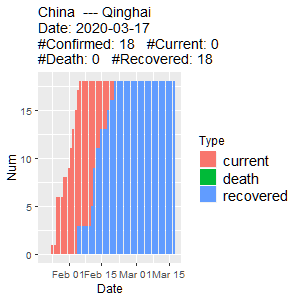 China  --- Qinghai
Date: 2020-03-17
#Confirmed: 18   #Current: 0
#Death: 0   #Recovered: 18
Num
15
10
5
0
Feb 01 Feb 15 Mar 01 Mar 15
Date
Type
current
death
recovered